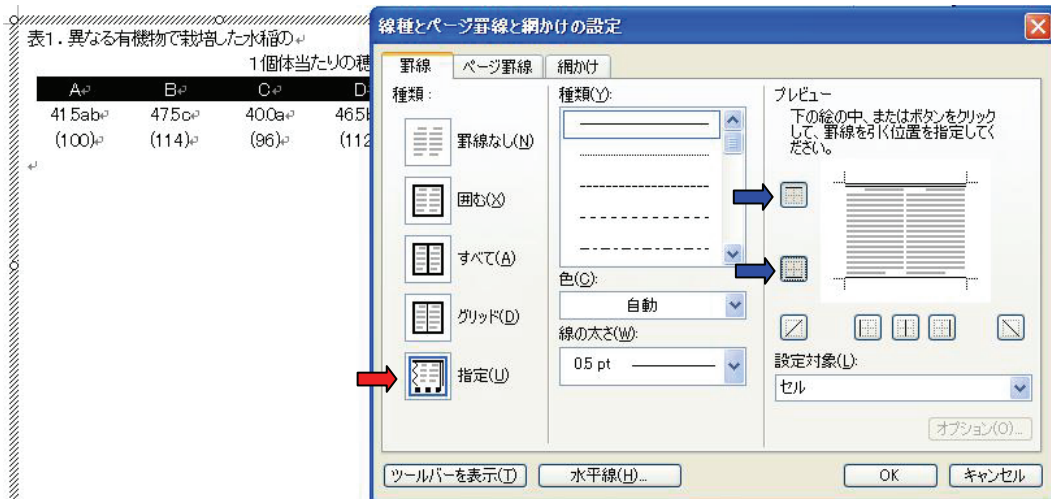 表1．異なる有機物で栽培した水稲の
1個体当たりの穂
A B C D
41.5ab 47.5c 40.0a 46.5b
(100) (114) (96) (112
線種とページ罫線と網かけの設定
罫線 ページ罫線 網かけ
種類：
罫線なし(N)
囲む(X)
すべて(A)
グリッド(D)
指定(U)
種類(Y):
色(C):
自動
線の太さ(W):
0.5 pt
プレビュー
下の絵の中、またはボタンをクリック
して、罫線を引く位置を指定してく
ださい。
設定対象(L):
セル
オプション(O)...
ツールバーを表示(T) 水平線(H)... OK キャンセル